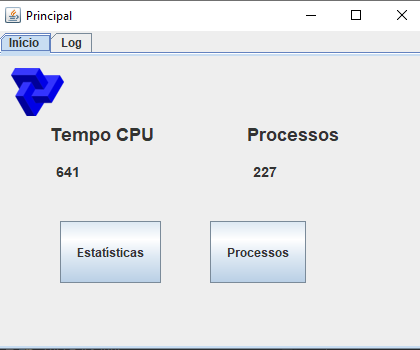 Principal
Início Log
Tempo CPU Processos
641 227
Estatísticas Processos